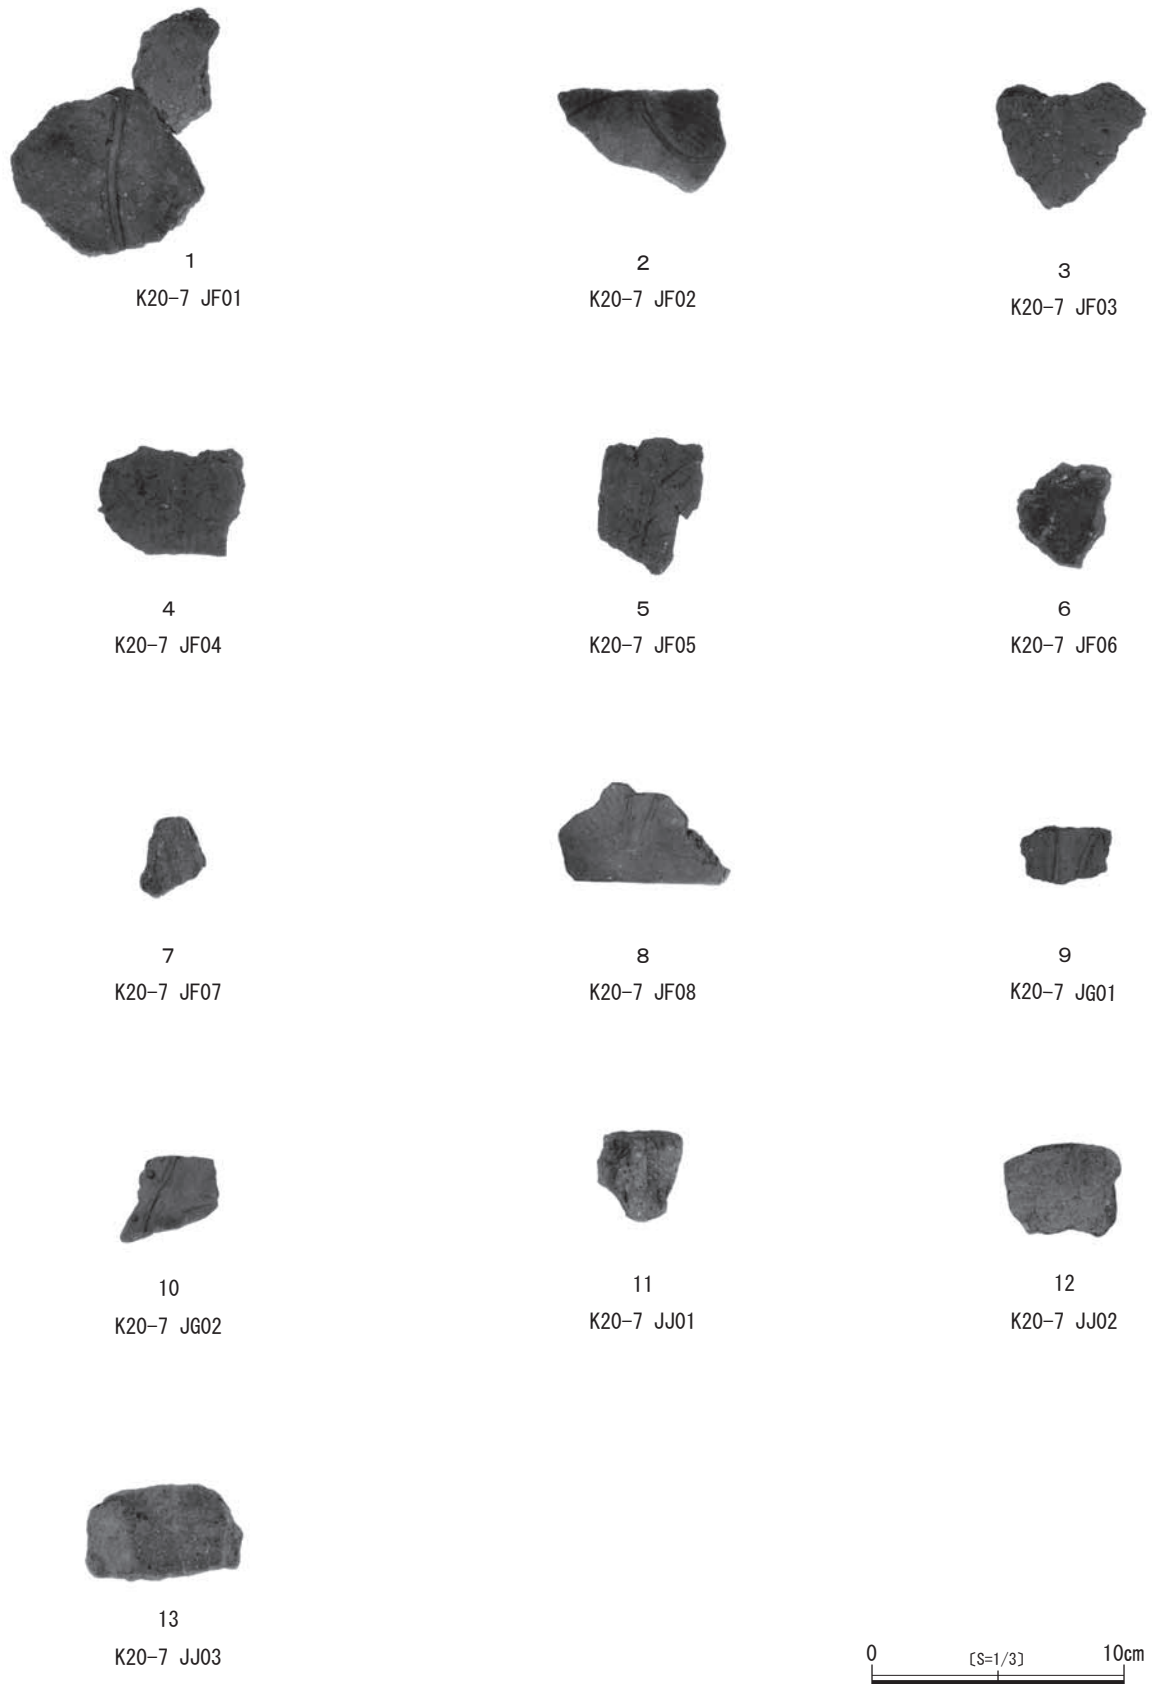 1
K20-7 JF01
2
K20-7 JF02
3
K20-7 JF03
4
K20-7 JF04
5
K20-7 JF05
6
K20-7 JF06
7
K20-7 JF07
8
K20-7 JF08
9
K20-7 JG01
10
K20-7 JG02
11
K20-7 JJ01
12
K20-7 JJ02
13
K20-7 JJ03
0 〔S=1/3〕 10cm